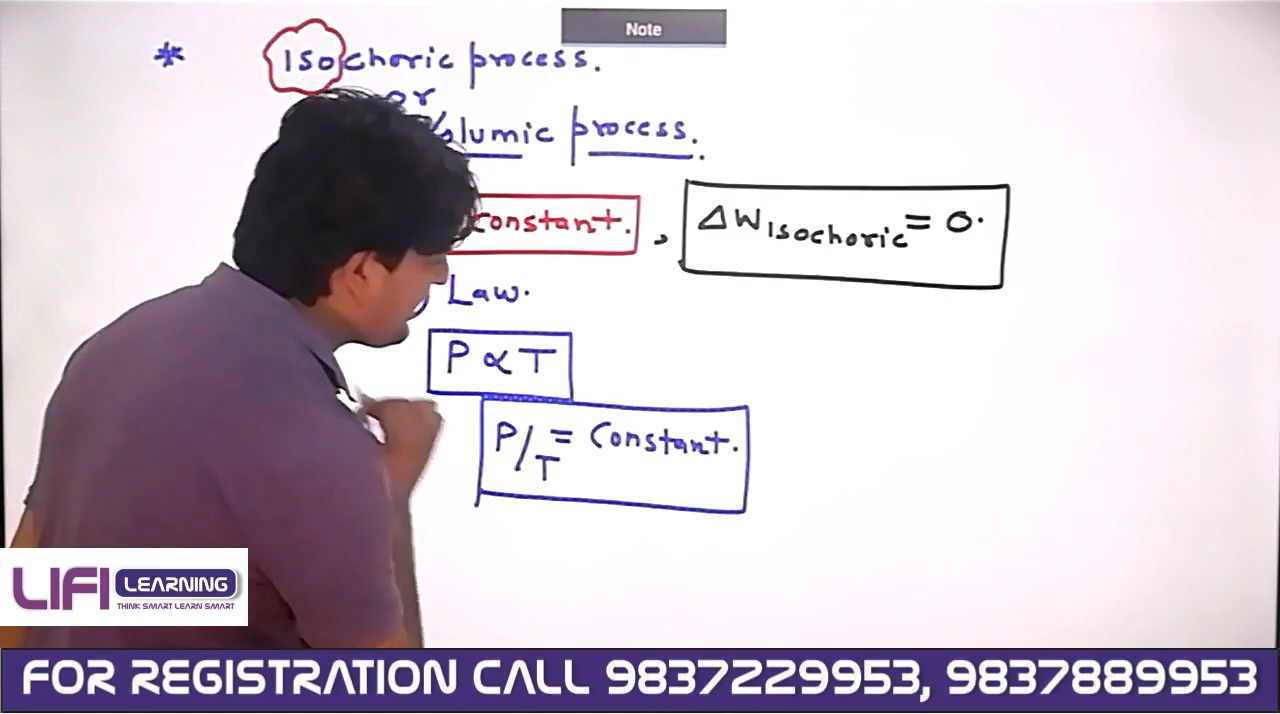 Note
* Isochoric process.
or
lumic process.
constant. , ΔW Isochoric = 0.
Law.
P ∝ T
P/T = Constant.
LIFI LEARNING
THINK SMART LEARN SMART
FOR REGISTRATION CALL 9837229953, 9837889953